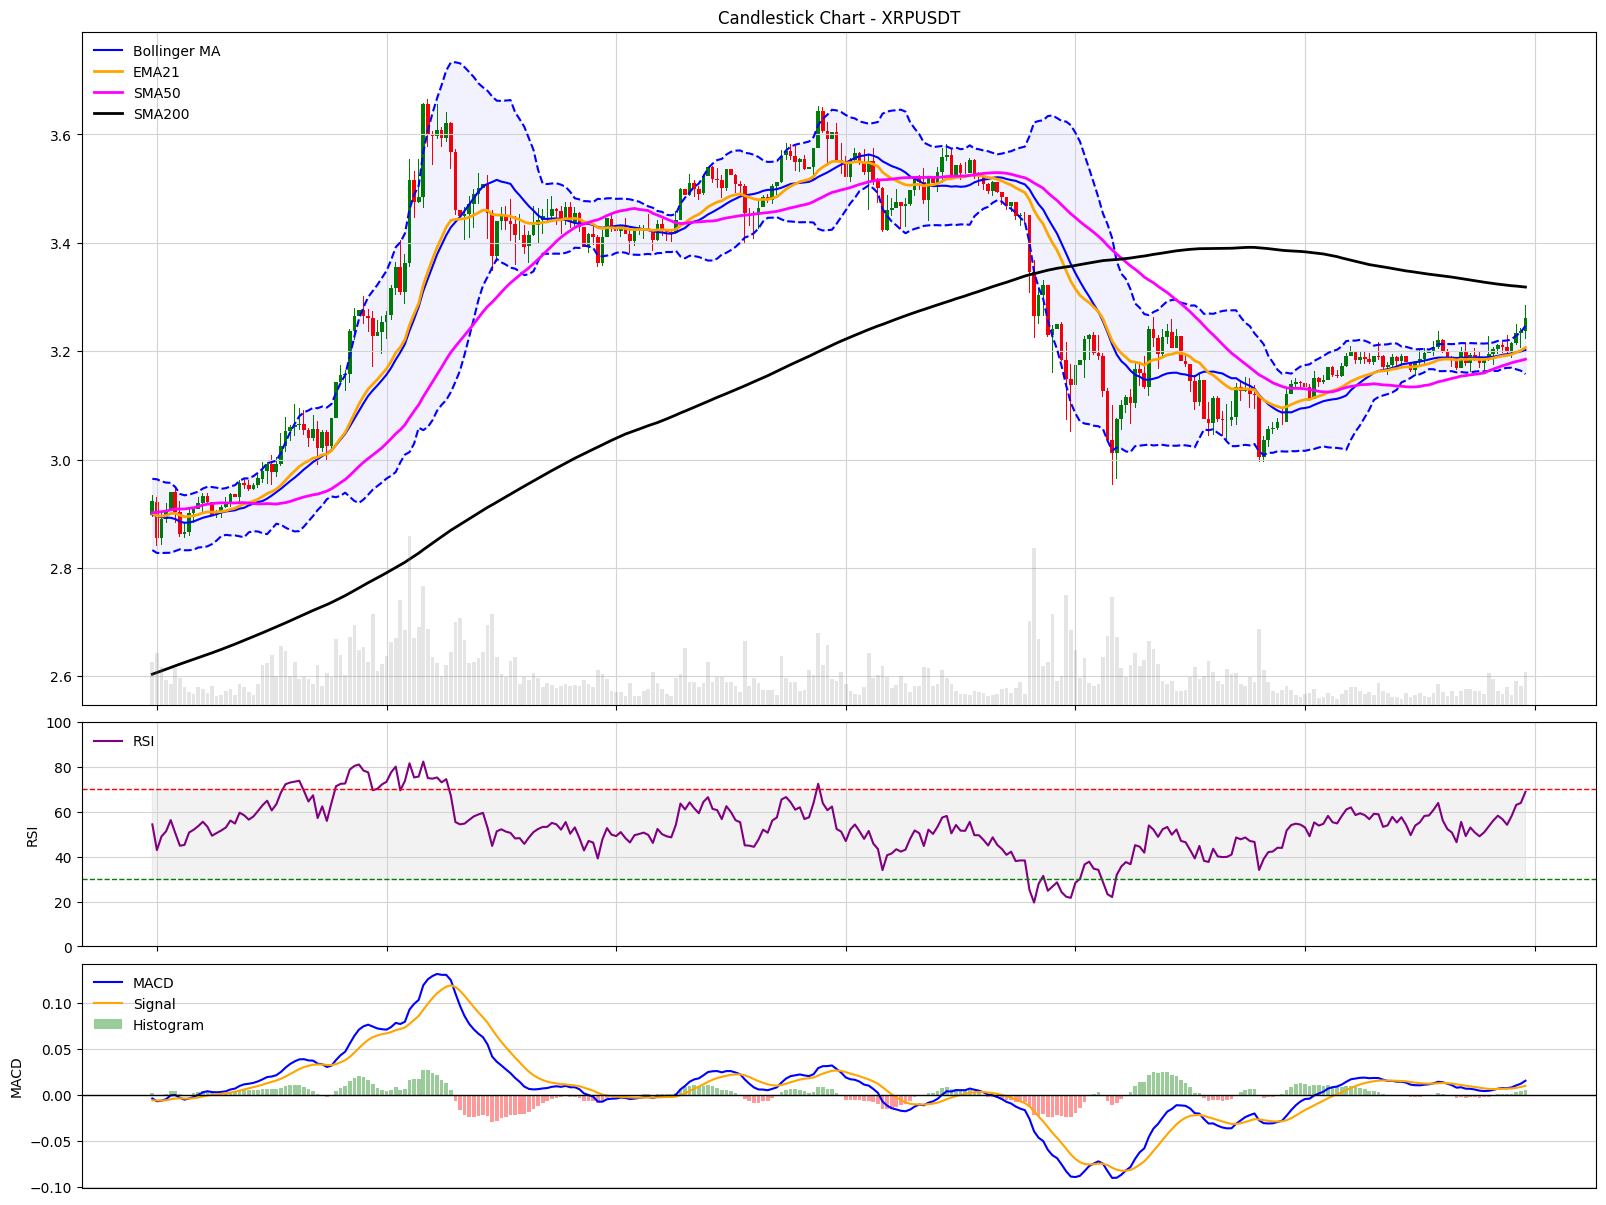 Candlestick Chart - XRPUSDT
Bollinger MA
EMA21
SMA50
SMA200
3.6
3.4
3.2
3.0
2.8
2.6
100
RSI
80
60
RSI
40
20
0
MACD
Signal
Histogram
0.10
0.05
MACD
0.00
−0.05
−0.10